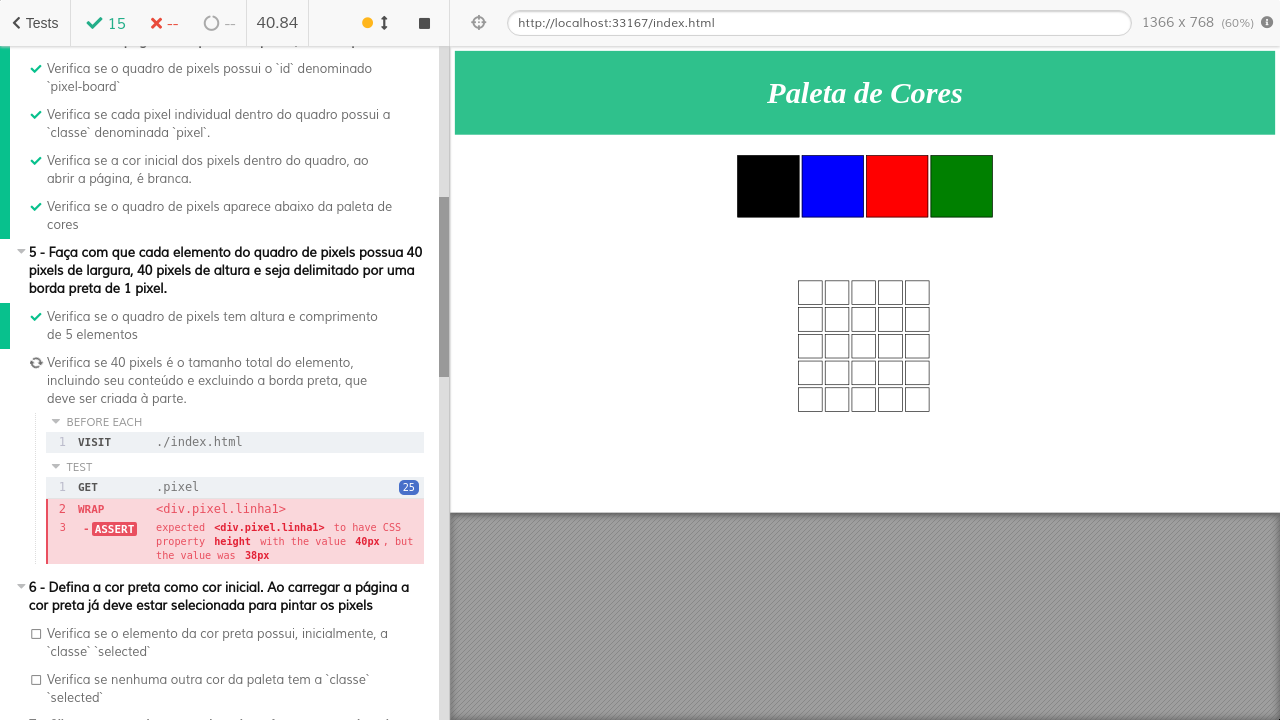 Tests
15
--
--
40.84
http://localhost:33167/index.html
1366 x 768 (60%)
Verifica se o quadro de pixels possui o `id` denominado
`pixel-board`
Verifica se cada pixel individual dentro do quadro possui a
`classe` denominada `pixel`.
Verifica se a cor inicial dos pixels dentro do quadro, ao
abrir a página, é branca.
Verifica se o quadro de pixels aparece abaixo da paleta de
cores
5 - Faça com que cada elemento do quadro de pixels possua 40
pixels de largura, 40 pixels de altura e seja delimitado por uma
borda preta de 1 pixel.
Verifica se o quadro de pixels tem altura e comprimento
de 5 elementos
Verifica se 40 pixels é o tamanho total do elemento,
incluindo seu conteúdo e excluindo a borda preta, que
deve ser criada à parte.
BEFORE EACH
1 VISIT ./index.html
TEST
1 GET .pixel 25
2 WRAP <div.pixel.linha1>
3 -ASSERT expected <div.pixel.linha1> to have CSS
property height with the value 40px, but
the value was 38px
6 - Defina a cor preta como cor inicial. Ao carregar a página a
cor preta já deve estar selecionada para pintar os pixels
Verifica se o elemento da cor preta possui, inicialmente, a
`classe` `selected`
Verifica se nenhuma outra cor da paleta tem a `classe`
`selected`
Paleta de Cores